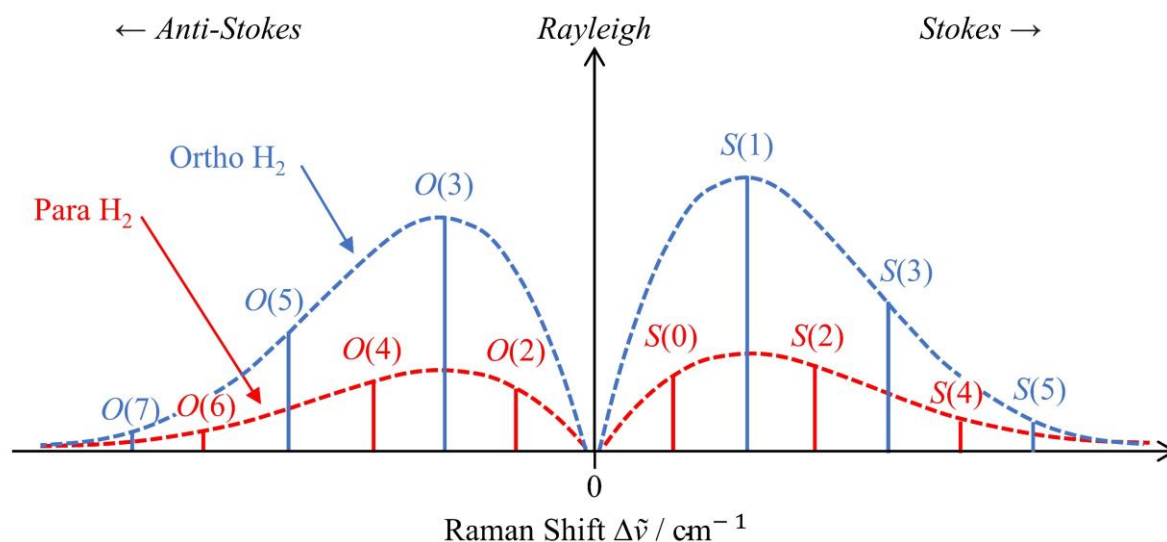 ← Anti-Stokes Rayleigh Stokes →
S(1)
Ortho H₂
O(3)
Para H₂
S(3)
O(5)
S(0) S(2)
O(4) O(2)
S(4) S(5)
O(7) O(6)
0
Raman Shift Δν̃ / cm⁻¹